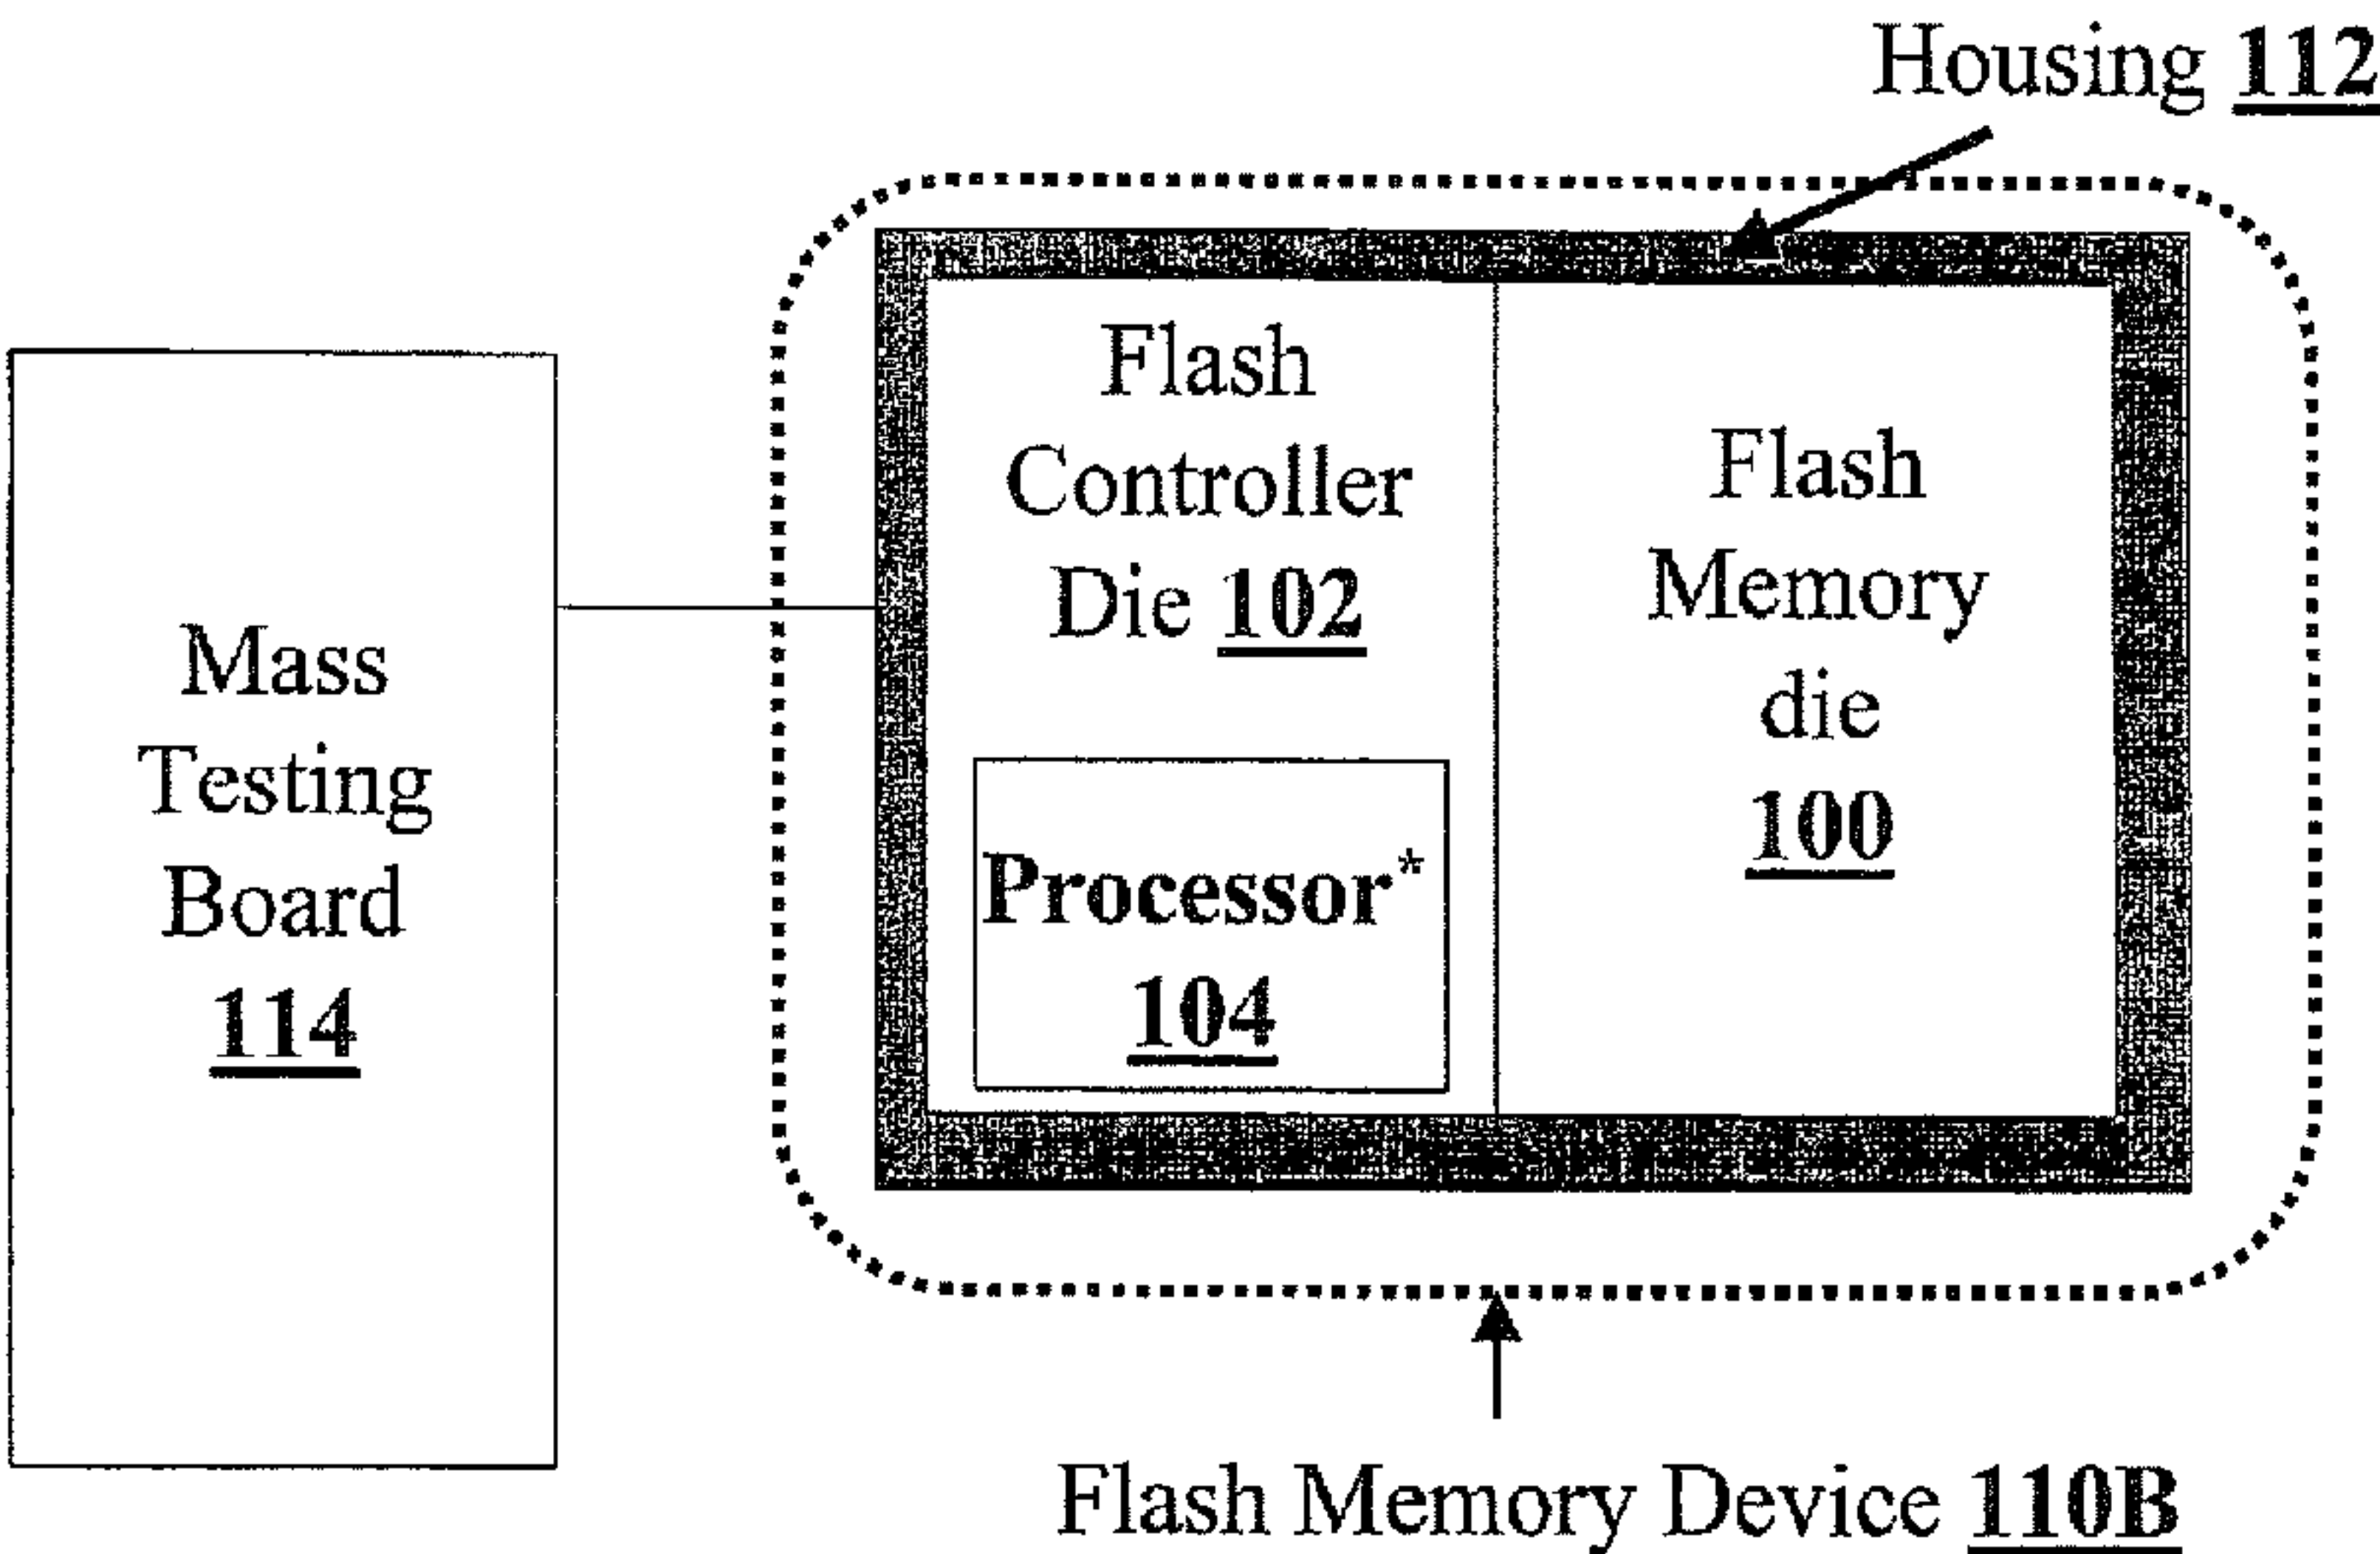 Housing 112
Flash
Controller
Die 102
Flash
Memory
die
100
Mass
Testing
Board
114
Processor*
104
Flash Memory Device 110B